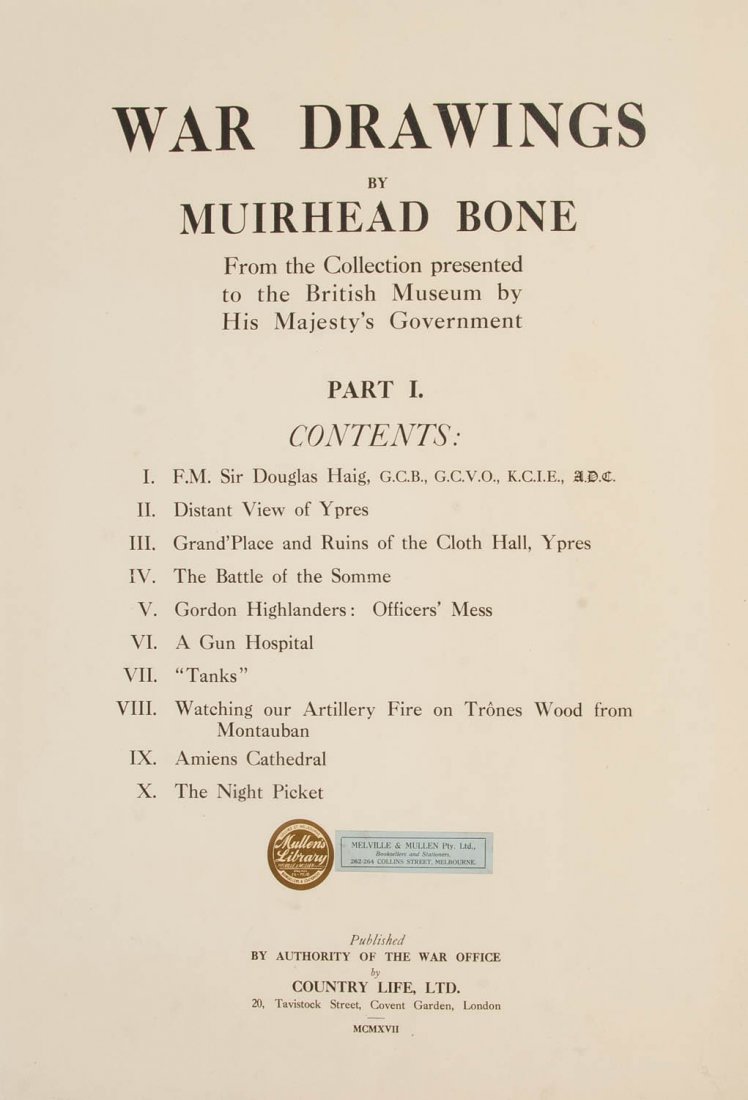 WAR DRAWINGS
BY
MUIRHEAD BONE
From the Collection presented
to the British Museum by
His Majesty's Government
PART I.
CONTENTS:
I. F.M. Sir Douglas Haig, G.C.B., G.C.V.O., K.C.I.E., A.D.C.
II. Distant View of Ypres
III. Grand'Place and Ruins of the Cloth Hall, Ypres
IV. The Battle of the Somme
V. Gordon Highlanders: Officers' Mess
VI. A Gun Hospital
VII. "Tanks"
VIII. Watching our Artillery Fire on Trônes Wood from
Montauban
IX. Amiens Cathedral
X. The Night Picket
Mullens
Library
MELVILLE & MULLEN Pty. Ltd.,
Booksellers and Stationers,
262-264 COLLINS STREET, MELBOURNE.
Published
BY AUTHORITY OF THE WAR OFFICE
by
COUNTRY LIFE, LTD.
20, Tavistock Street, Covent Garden, London
MCMXVII